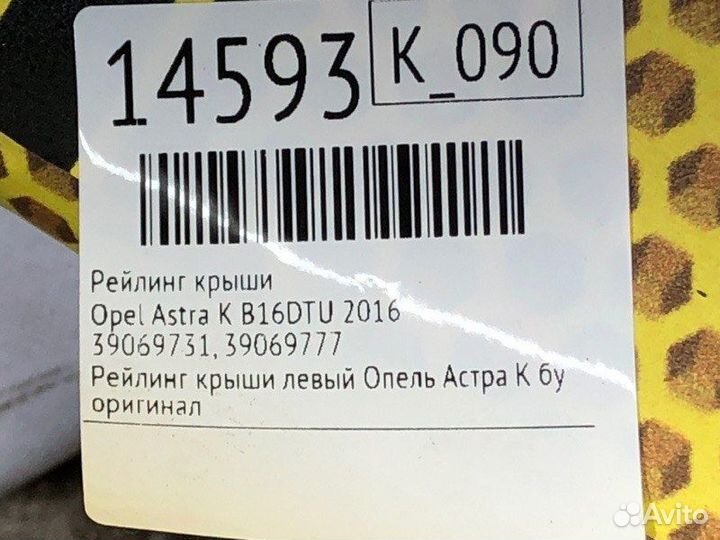 14593
K_090
Рейлинг крыши
Opel Astra K B16DTU 2016
39069731, 39069777
Рейлинг крыши левый Опель Астра К бу
оригинал
Avito